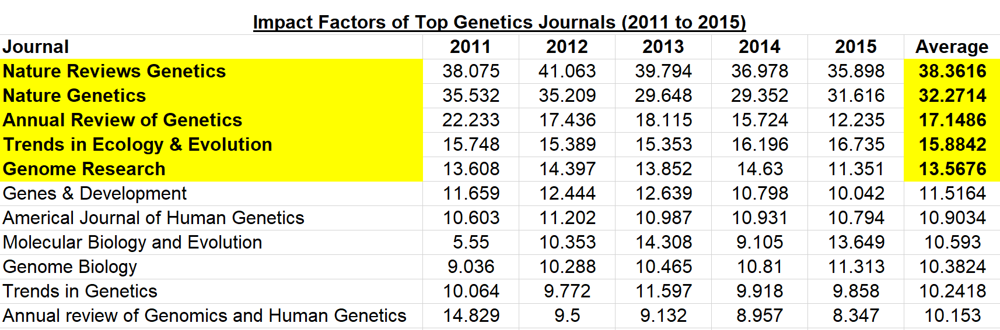 Impact Factors of Top Genetics Journals (2011 to 2015)
Journal 2011 2012 2013 2014 2015 Average
Nature Reviews Genetics 38.075 41.063 39.794 36.978 35.898 38.3616
Nature Genetics 35.532 35.209 29.648 29.352 31.616 32.2714
Annual Review of Genetics 22.233 17.436 18.115 15.724 12.235 17.1486
Trends in Ecology & Evolution 15.748 15.389 15.353 16.196 16.735 15.8842
Genome Research 13.608 14.397 13.852 14.63 11.351 13.5676
Genes & Development 11.659 12.444 12.639 10.798 10.042 11.5164
Americal Journal of Human Genetics 10.603 11.202 10.987 10.931 10.794 10.9034
Molecular Biology and Evolution 5.55 10.353 14.308 9.105 13.649 10.593
Genome Biology 9.036 10.288 10.465 10.81 11.313 10.3824
Trends in Genetics 10.064 9.772 11.597 9.918 9.858 10.2418
Annual review of Genomics and Human Genetics 14.829 9.5 9.132 8.957 8.347 10.153